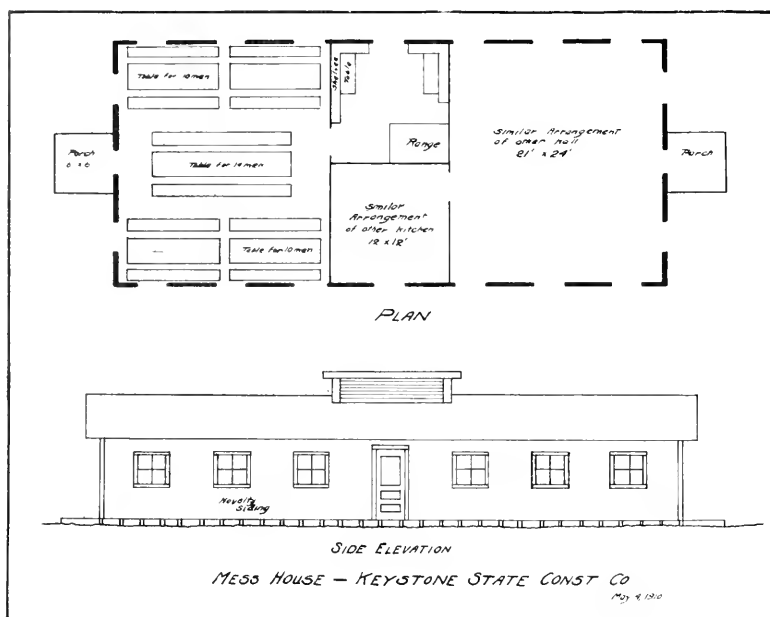 Table for 10 men
Shelves
Table
Range
Similar Arrangement
of other hall
21' x 24'
Porch
6 x 6
Table for 14 men
Porch
Similar
Arrangement
of other kitchen
12 x 12'
Table for 10 men
PLAN
Novelty
Siding
SIDE ELEVATION
MESS HOUSE — KEYSTONE STATE CONST CO
May 9, 1910